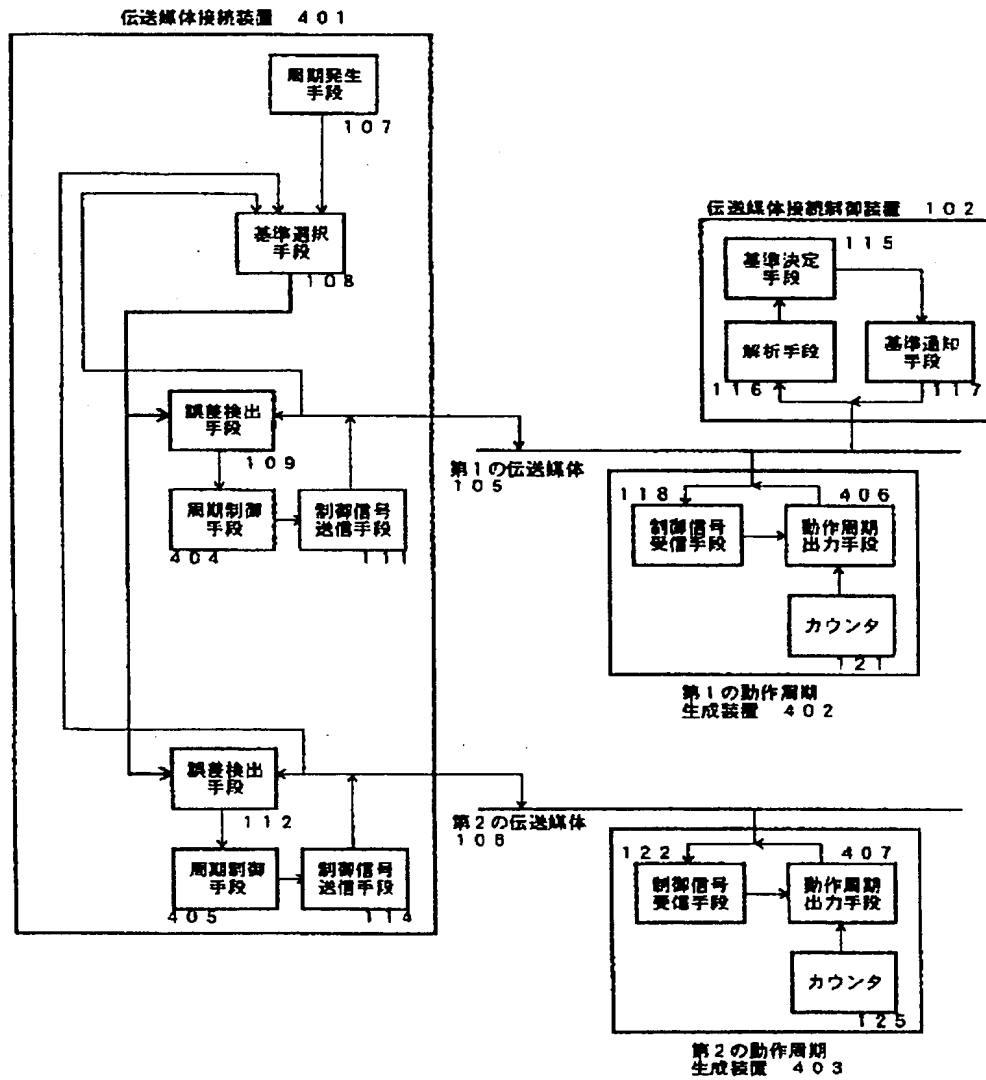 伝送媒体接続装置 401
周期発生
手段
107
基準選択
手段
108
誤差検出
手段
109
周期制御
手段
404
制御信号
送信手段
111
誤差検出
手段
112
周期制御
手段
405
制御信号
送信手段
114
伝送媒体接続制御装置 102
115
基準決定
手段
解析手段
116
基準通知
手段
117
第1の伝送媒体
105
118
制御信号
受信手段
406
動作周期
出力手段
カウンタ
121
第1の動作周期
生成装置 402
第2の伝送媒体
106
122
制御信号
受信手段
407
動作周期
出力手段
カウンタ
125
第2の動作周期
生成装置 403